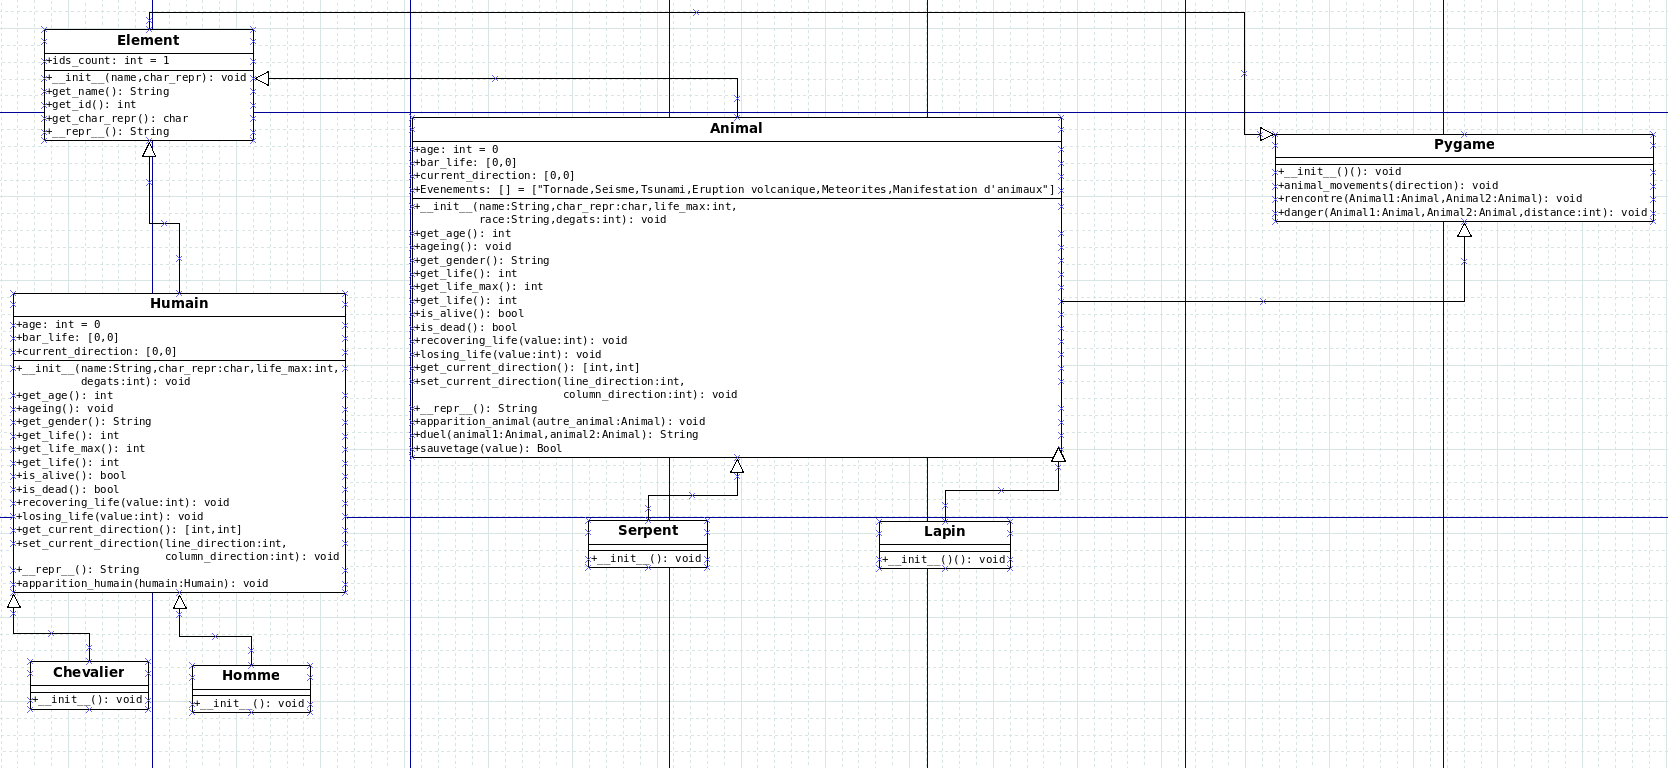 Element
+ids_count: int = 1
+__init__(name,char_repr): void
+get_name(): String
+get_id(): int
+get_char_repr(): char
+__repr__(): String
Animal
+age: int = 0
+bar_life: [0,0]
+current_direction: [0,0]
+Evenements: [] = ["Tornade,Seisme,Tsunami,Eruption volcanique,Meteorites,Manifestation d'animaux"]
+__init__(name:String,char_repr:char,life_max:int,
race:String,degats:int): void
+get_age(): int
+ageing(): void
+get_gender(): String
+get_life(): int
+get_life_max(): int
+get_life(): int
+is_alive(): bool
+is_dead(): bool
+recovering_life(value:int): void
+losing_life(value:int): void
+get_current_direction(): [int,int]
+set_current_direction(line_direction:int,
column_direction:int): void
+__repr__(): String
+apparition_animal(autre_animal:Animal): void
+duel(animal1:Animal,animal2:Animal): String
+sauvetage(value): Bool
Pygame
+__init__()(): void
+animal_movements(direction): void
+rencontre(Animal1:Animal,Animal2:Animal): void
+danger(Animal1:Animal,Animal2:Animal,distance:int): void
Humain
+age: int = 0
+bar_life: [0,0]
+current_direction: [0,0]
+__init__(name:String,char_repr:char,life_max:int,
degats:int): void
+get_age(): int
+ageing(): void
+get_gender(): String
+get_life(): int
+get_life_max(): int
+get_life(): int
+is_alive(): bool
+is_dead(): bool
+recovering_life(value:int): void
+losing_life(value:int): void
+get_current_direction(): [int,int]
+set_current_direction(line_direction:int,
column_direction:int): void
+__repr__(): String
+apparition_humain(humain:Humain): void
Serpent
+__init__(): void
Lapin
+__init__()(): void
Chevalier
+__init__(): void
Homme
+__init__(): void